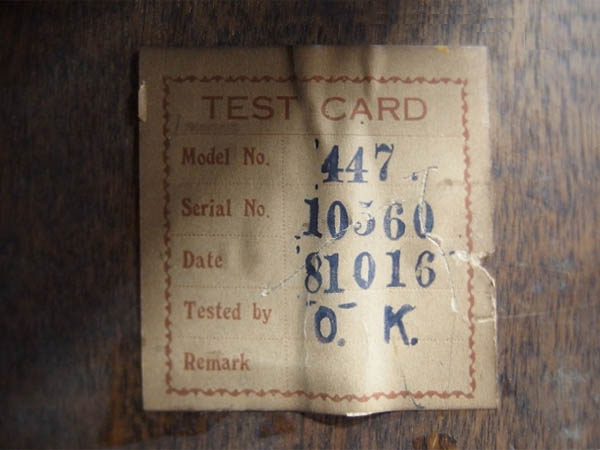 TEST CARD
Model No. 447
Serial No. 10560
Date 81016
Tested by O. K.
Remark